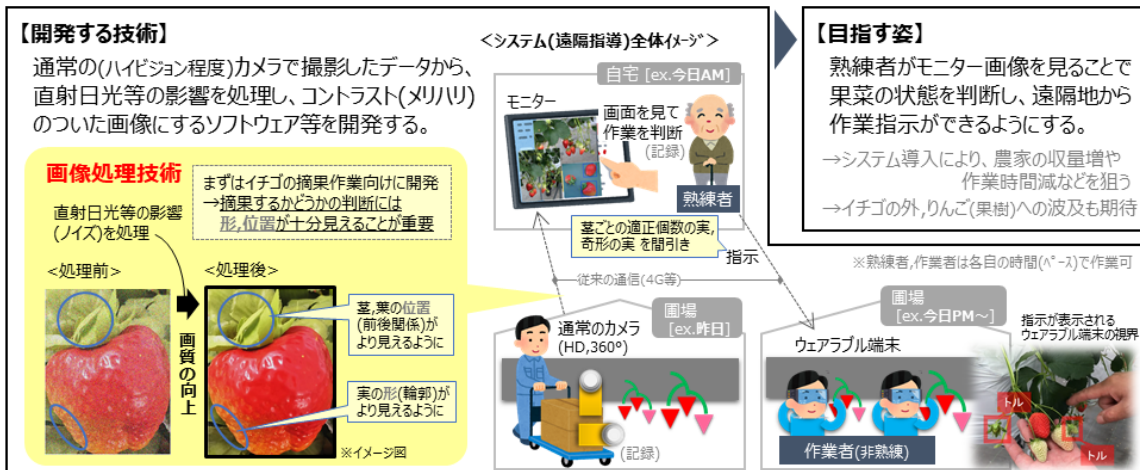 【開発する技術】
通常の(ハイビジョン程度)カメラで撮影したデータから、
直射日光等の影響を処理し、コントラスト(メリハリ)
のついた画像にするソフトウェア等を開発する。
画像処理技術
直射日光等の影響
(ノイズ)を処理
まずはイチゴの摘果作業向けに開発
→摘果するかどうかの判断には
形,位置が十分見えることが重要
<処理前>
<処理後>
画質の向上
茎,葉の位置
(前後関係)が
より見えるように
実の形(輪郭)が
より見えるように
※イメージ図
<システム(遠隔指導)全体ｲﾒｰｼﾞ>
自宅 [ex.今日AM]
モニター
画面を見て
作業を判断
(記録)
熟練者
茎ごとの適正個数の実,
奇形の実 を間引き
指示
従来の通信(4G等)
圃場
[ex.昨日]
通常のカメラ
(HD,360°)
(記録)
【目指す姿】
熟練者がモニター画像を見ることで
果菜の状態を判断し、遠隔地から
作業指示ができるようにする。
→システム導入により、農家の収量増や
作業時間減などを狙う
→イチゴの外,りんご(果樹)への波及も期待
※熟練者,作業者は各自の時間(ﾍﾟｰｽ)で作業可
圃場
[ex.今日PM～]
ウェアラブル端末
作業者(非熟練)
指示が表示される
ウェアラブル端末の視界
トル
トル